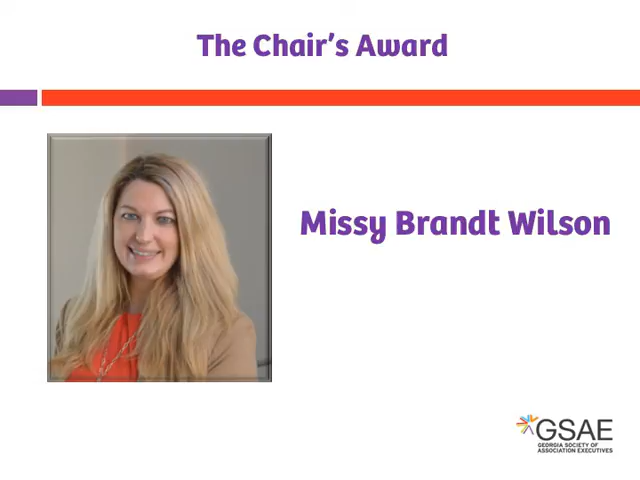 The Chair's Award
Missy Brandt Wilson
GSAE
GEORGIA SOCIETY OF
ASSOCIATION EXECUTIVES